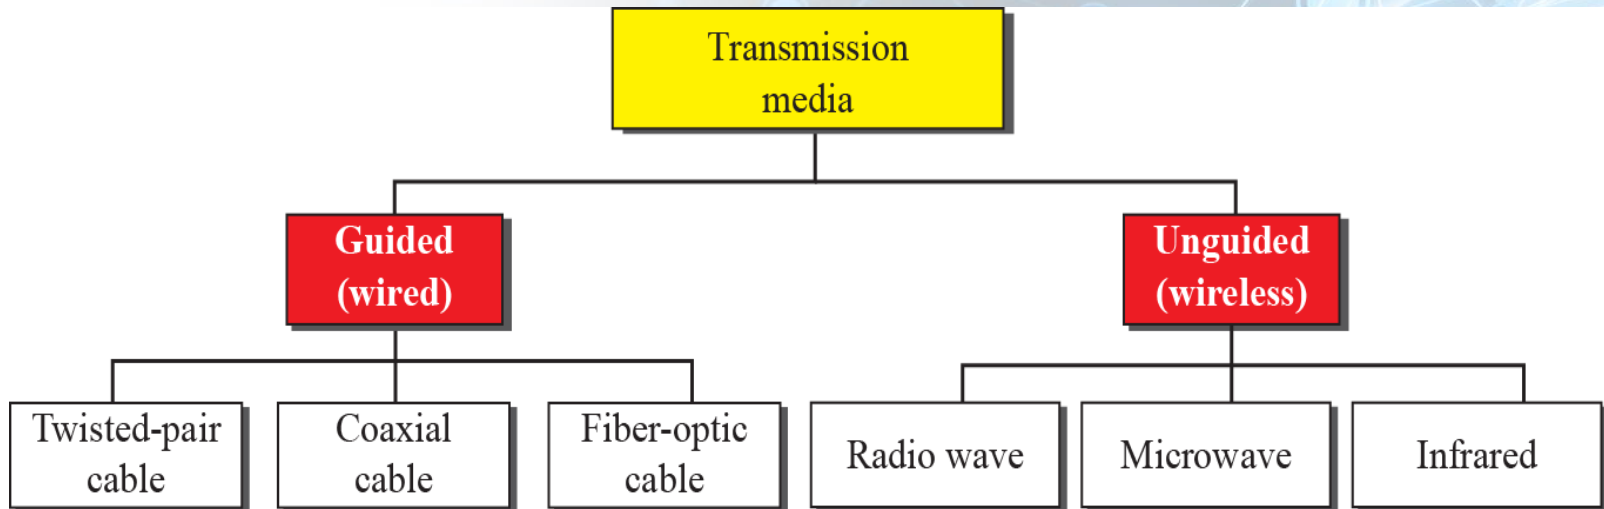 Transmission
media
Guided
(wired)
Unguided
(wireless)
Twisted-pair
cable
Coaxial
cable
Fiber-optic
cable
Radio wave
Microwave
Infrared